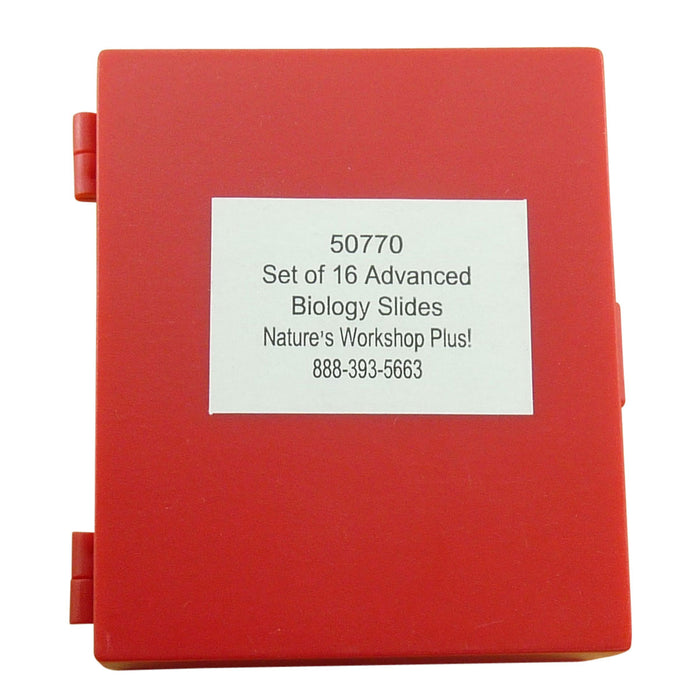 50770
Set of 16 Advanced
Biology Slides
Nature's Workshop Plus!
888-393-5663